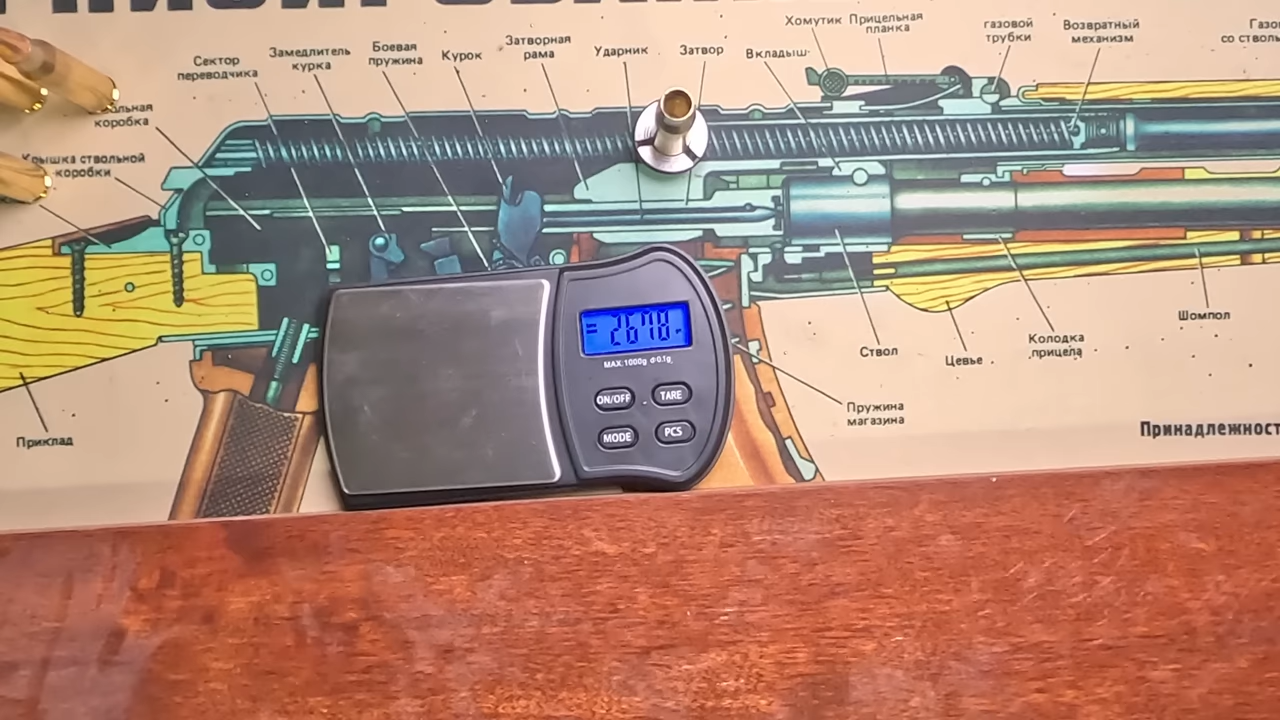 Хомутик
Прицельная
планка
газовой
трубки
Возвратный
механизм
Газо
со стволь
Сектор
переводчика
Замедлитель
курка
Боевая
пружина
Курок
Затворная
рама
Ударник
Затвор
Вкладыш-
ольная
коробка
Крышка ствольной
коробки
2678
MAX:1000g d:0.1g
ON/OFF
TARE
MODE
PCS
Ствол
Цевье
Колодка
прицела
Шомпол
Пружина
магазина
Приклад
Принадлежност